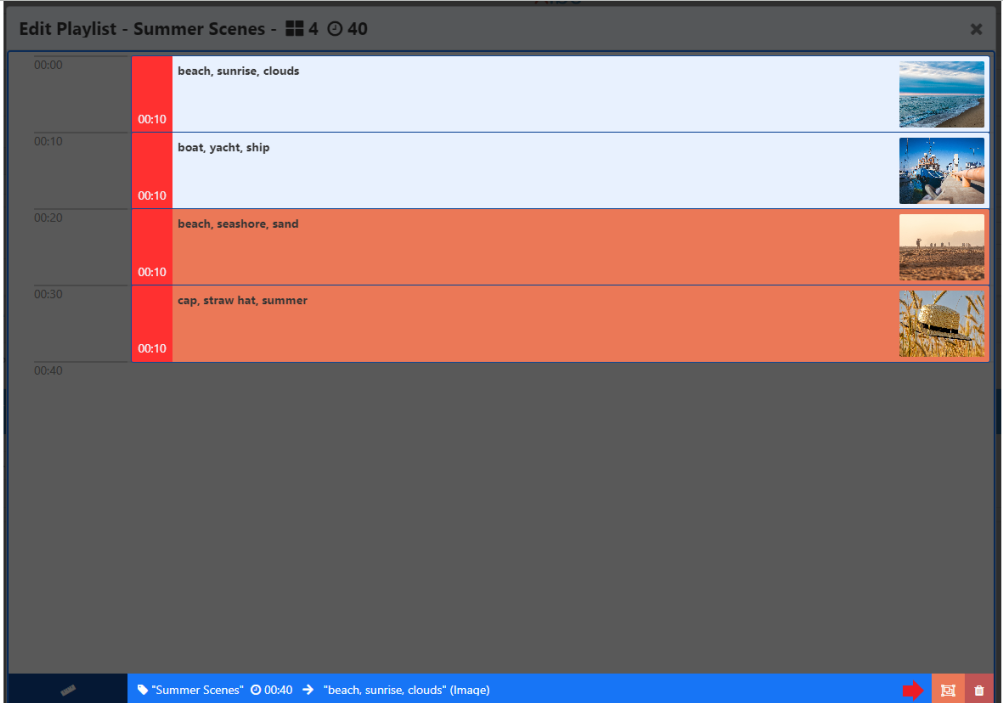 Edit Playlist - Summer Scenes - 4 40
00:00
beach, sunrise, clouds
00:10
00:10
boat, yacht, ship
00:10
00:20
beach, seashore, sand
00:10
00:30
cap, straw hat, summer
00:10
00:40
"Summer Scenes" 00:40 → "beach, sunrise, clouds" (Image)